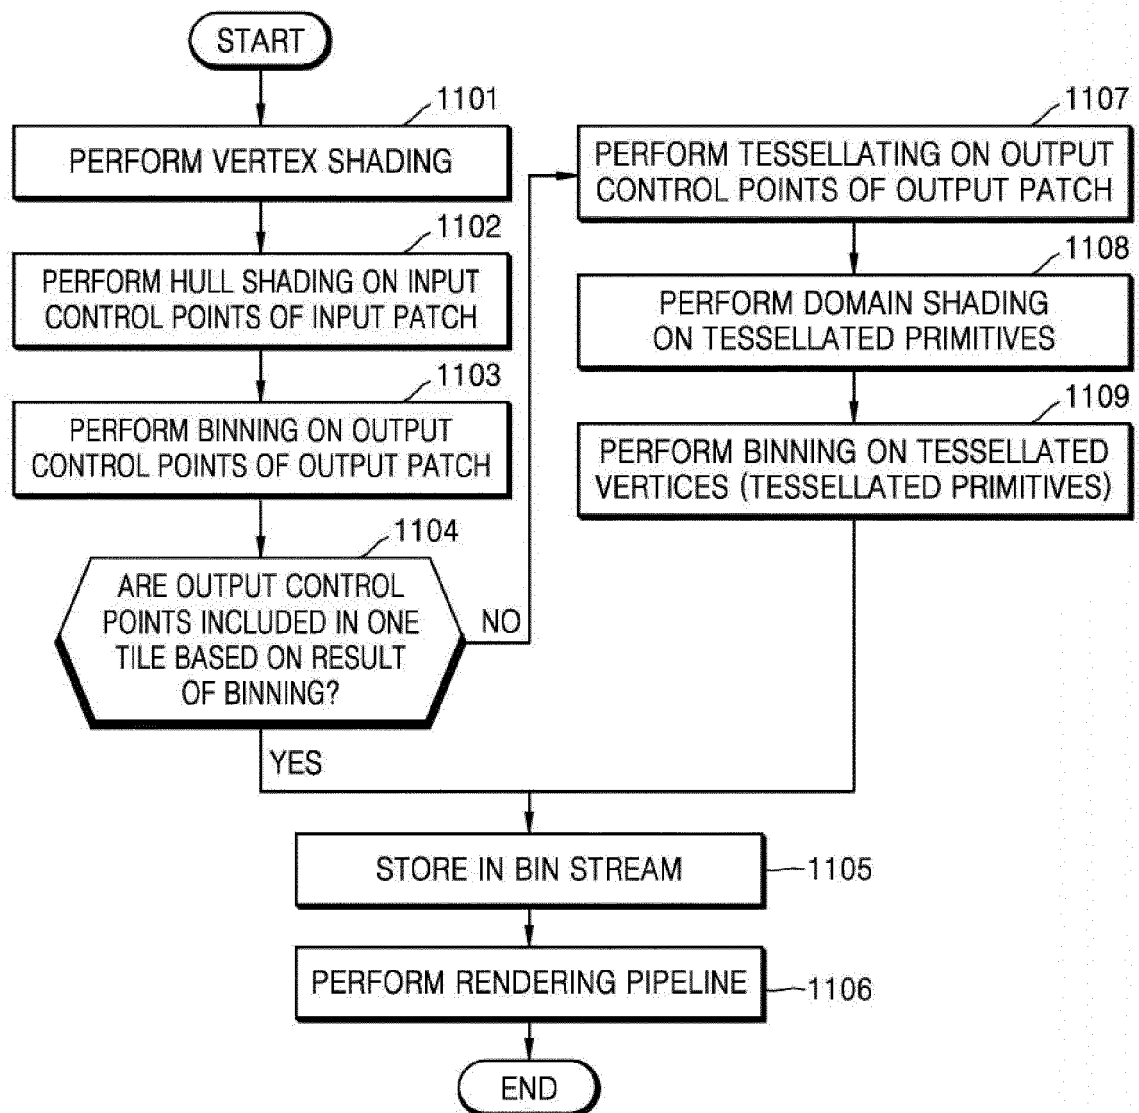 START
1101
PERFORM VERTEX SHADING
1102
PERFORM HULL SHADING ON INPUT
CONTROL POINTS OF INPUT PATCH
1103
PERFORM BINNING ON OUTPUT
CONTROL POINTS OF OUTPUT PATCH
1104
ARE OUTPUT CONTROL
POINTS INCLUDED IN ONE
TILE BASED ON RESULT
OF BINNING?
NO
YES
1107
PERFORM TESSELLATING ON OUTPUT
CONTROL POINTS OF OUTPUT PATCH
1108
PERFORM DOMAIN SHADING
ON TESSELLATED PRIMITIVES
1109
PERFORM BINNING ON TESSELLATED
VERTICES (TESSELLATED PRIMITIVES)
STORE IN BIN STREAM
1105
PERFORM RENDERING PIPELINE
1106
END